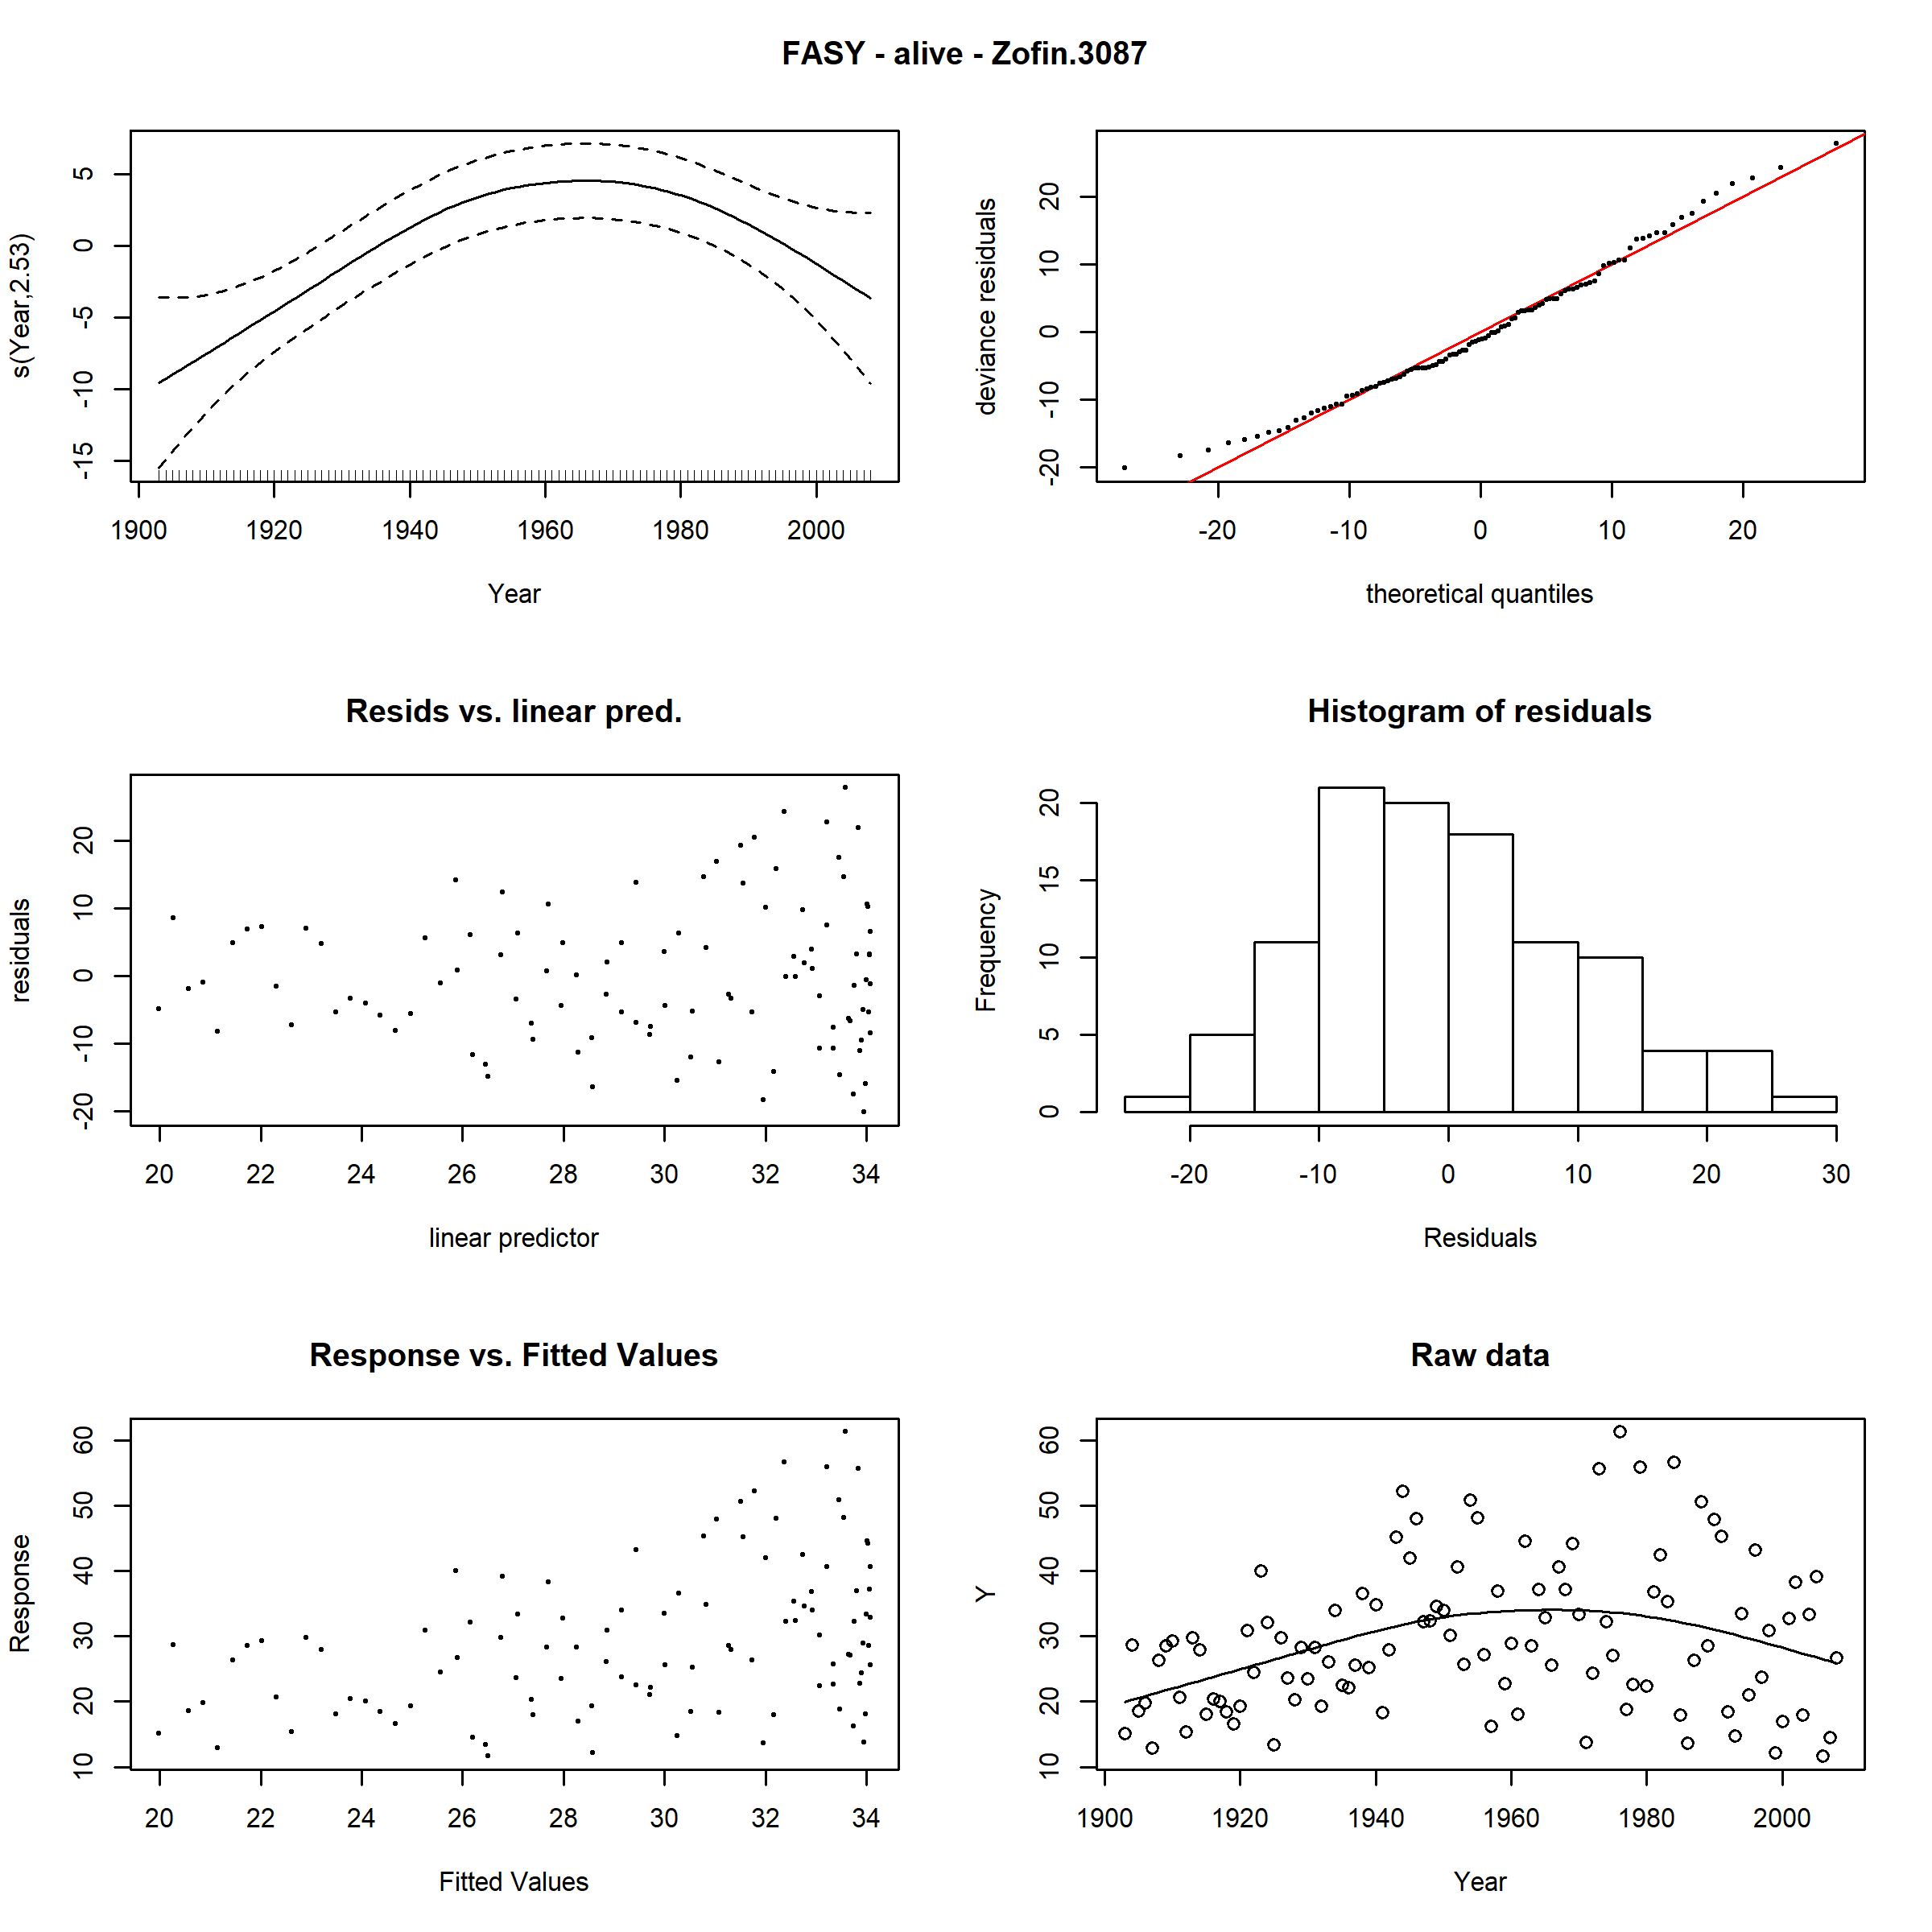 FASY - alive - Zofin.3087
s(Year,2.53)
5
0
-5
-10
-15
1900 1920 1940 1960 1980 2000
Year
deviance residuals
20
10
0
-10
-20
-20 -10 0 10 20
theoretical quantiles
Resids vs. linear pred.
residuals
20
10
0
-10
-20
20 22 24 26 28 30 32 34
linear predictor
Histogram of residuals
Frequency
20
15
10
5
0
-20 -10 0 10 20 30
Residuals
Response vs. Fitted Values
Response
60
50
40
30
20
10
20 22 24 26 28 30 32 34
Fitted Values
Raw data
Y
60
50
40
30
20
10
1900 1920 1940 1960 1980 2000
Year